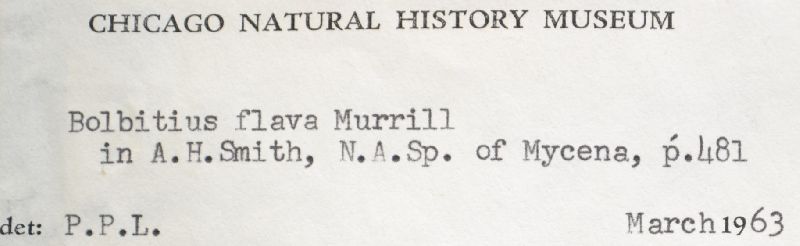 CHICAGO NATURAL HISTORY MUSEUM
Bolbitius flava Murrill
in A.H.Smith, N.A.Sp. of Mycena, p.481
det: P.P.L. March 1963